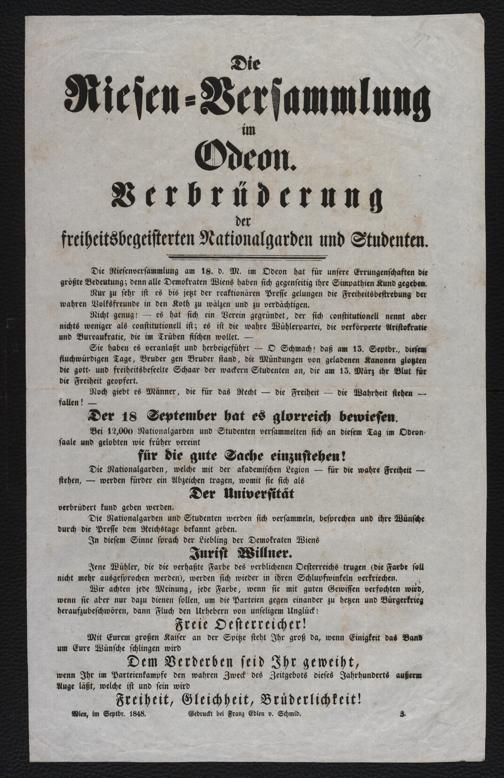 Die
Riesen-Versammlung
im
Odeon.
Verbrüderung
der
freiheitsbegeisterten Nationalgarden und Studenten.
Die Riesenversammlung am 18. d. M. im Odeon hat für unsere Errungenschaften die
größte Bedeutung; denn alle Demokraten Wiens haben sich gegenseitig ihre Simpathien Kund gegeben.
Nur zu sehr ist es bis jetzt der reaktionären Presse gelungen die Freiheitsbestrebung der
wahren Volksfreunde in den Koth zu wälzen und zu verdächtigen.
Nicht genug! — es hat sich ein Verein gegründet, der sich constitutionell nennt aber
nichts weniger als constitutionell ist; es ist die wahre Wühlerpartei, die verkörperte Aristokratie
und Bureaukratie, die im Trüben fischen wollet. —
Sie haben es veranlaßt und herbeigeführt — O Schmach! daß am 13. Septbr., diesem
fluchwürdigen Tage, Bruder gen Bruder stand, die Mündungen von geladenen Kanonen glotzten
die gott- und freiheitsbeseelte Schaar der wackern Studenten an, die am 13. März ihr Blut für
die Freiheit geopfert.
Noch giebt es Männer, die für das Recht — die Freiheit — die Wahrheit stehen —
fallen! —
Der 18 September hat es glorreich bewiesen.
Bei 12,000 Nationalgarden und Studenten versammelten sich an diesem Tag im Odeon-
saale und gelobten wie früher vereint
für die gute Sache einzustehen!
Die Nationalgarden, welche mit der akademischen Legion — für die wahre Freiheit —
stehen, — werden fürder ein Abzeichen tragen, womit sie sich als
Der Universität
verbrüdert kund geben werden.
Die Nationalgarden und Studenten werden sich versammeln, besprechen und ihre Wünsche
durch die Presse dem Reichstage bekannt geben.
In diesem Sinne sprach der Liebling der Demokraten Wiens
Jurist Willner.
Jene Wühler, die die verhaßte Farbe des verblichenen Oesterreichs trugen (die Farbe soll
nicht mehr ausgesprochen werden), werden sich wieder in ihren Schlupfwinkeln verkriechen.
Wir achten jede Meinung, jede Farbe, wenn sie mit guten Gewissen verfochten wird,
wenn sie aber nur dazu dienen sollen, um die Parteien gegen einander zu hetzen und Bürgerkrieg
heraufzubeschwören, dann Fluch den Urhebern von unseligem Unglück!
Freie Oesterreicher!
Mit Eurem großen Kaiser an der Spitze steht Ihr groß da, wenn Einigkeit das Band
um Eure Wünsche schlingen wird
Dem Verderben seid Ihr geweiht,
wenn Ihr im Parteienkampfe den wahren Zweck des Zeitgebots dieses Jahrhunderts außerm
Auge läßt, welche ist und sein wird
Freiheit, Gleichheit, Brüderlichkeit!
Wien, im Septbr. 1848. Gedruckt bei Franz Edlen v. Schmid. 3.